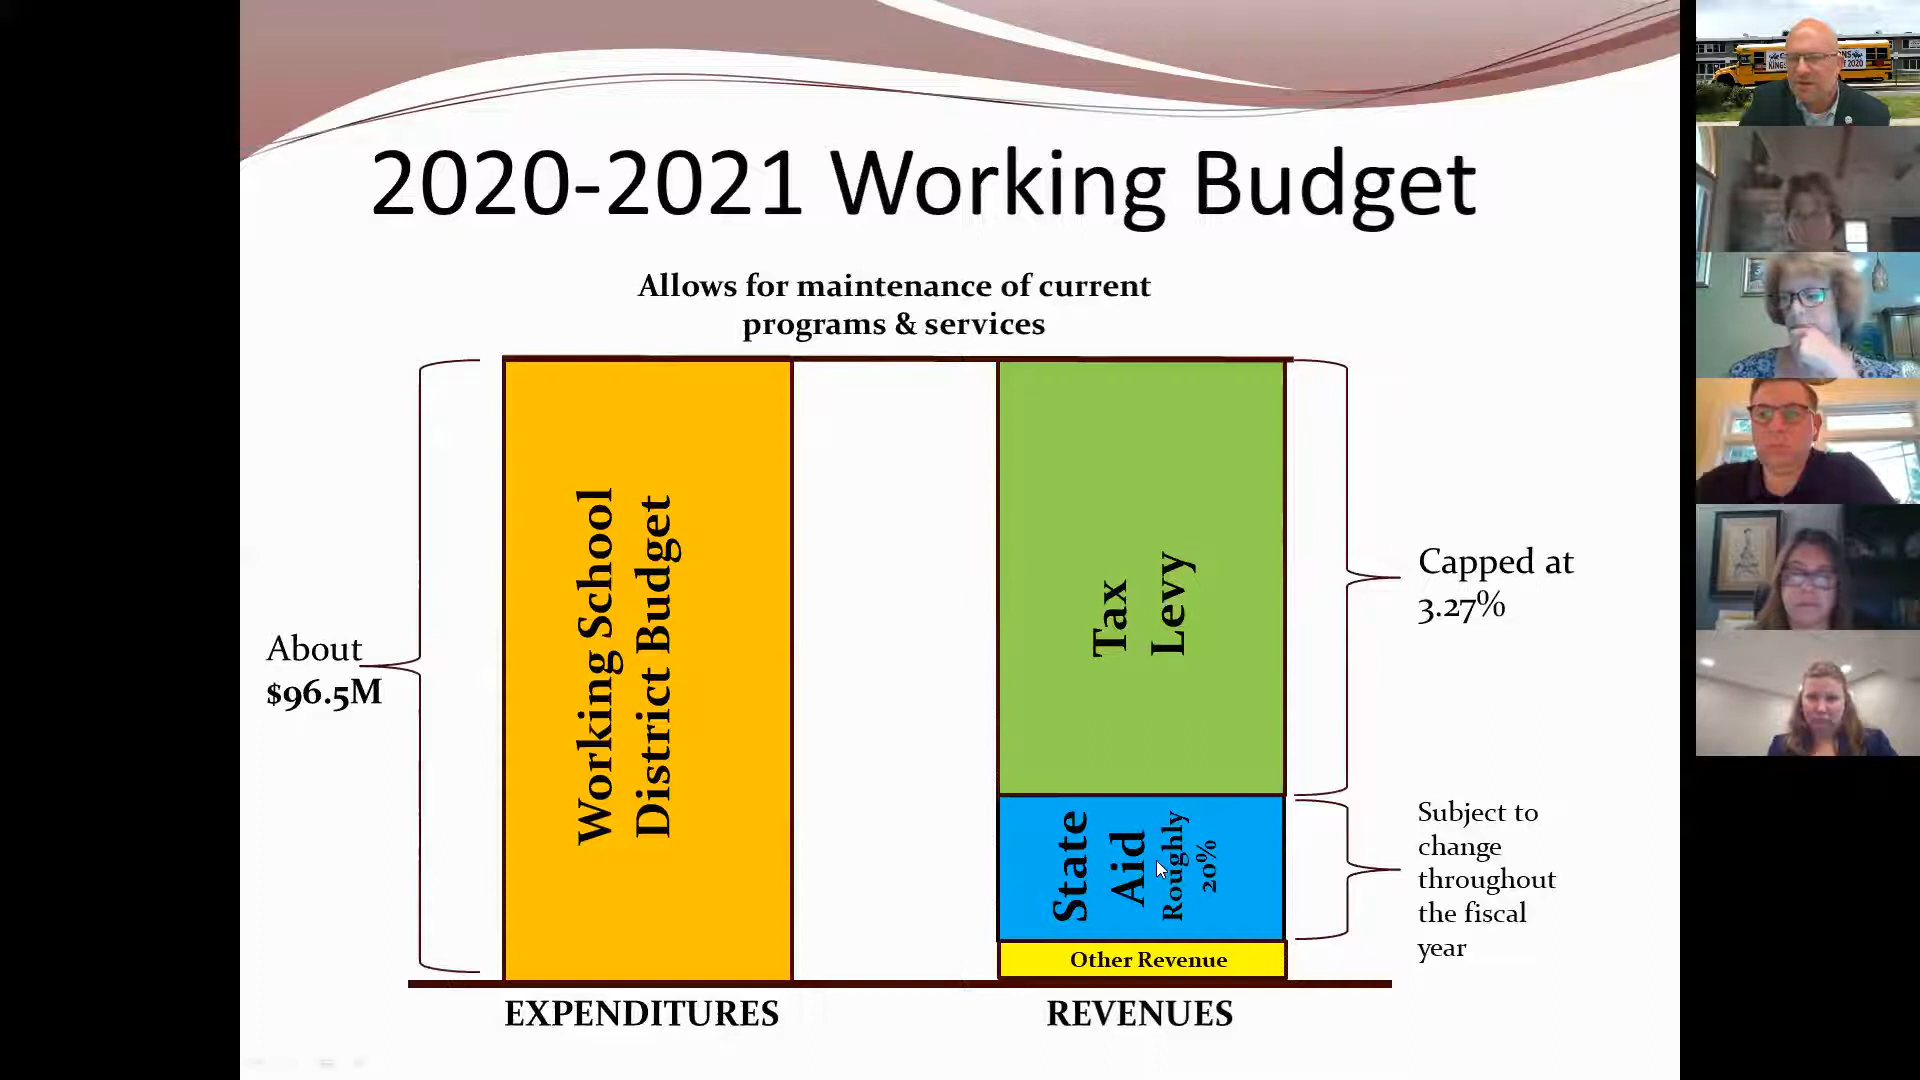 2020-2021 Working Budget
Allows for maintenance of current
programs & services
About
$96.5M
Working School
District Budget
Tax
Levy
Capped at
3.27%
State
Aid
Roughly
20%
Subject to
change
throughout
the fiscal
year
Other Revenue
EXPENDITURES
REVENUES